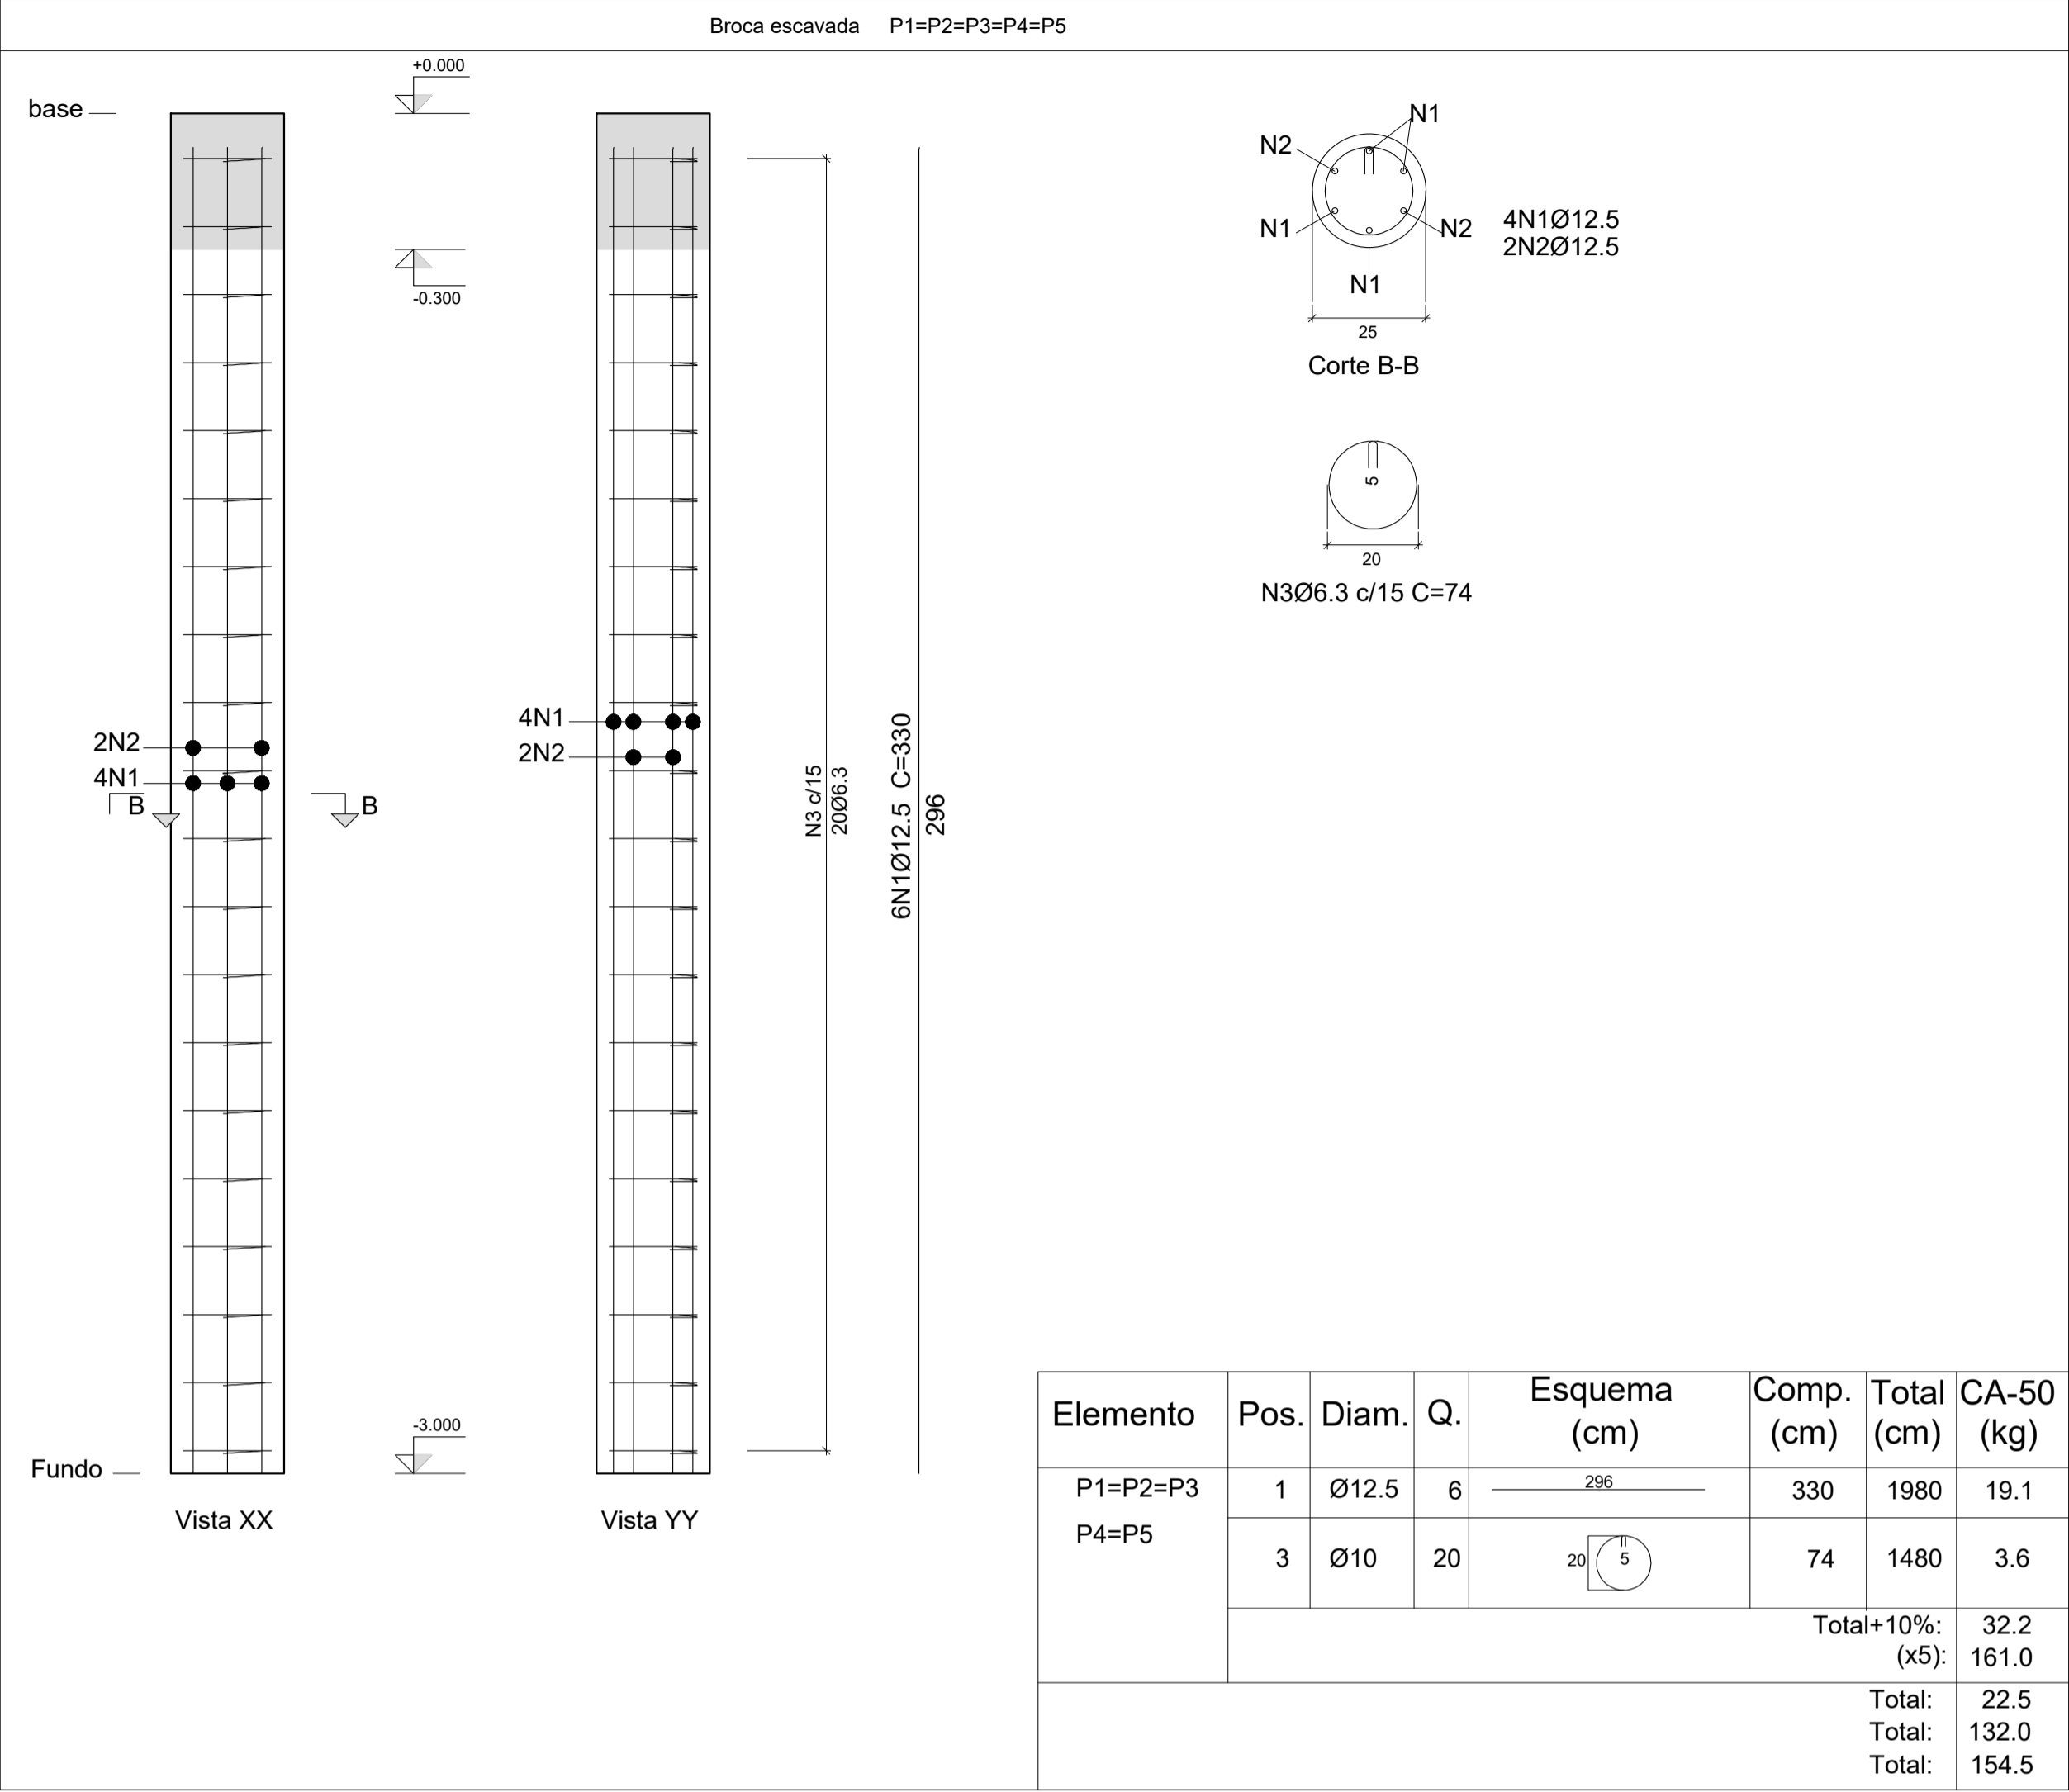 Broca escavada P1=P2=P3=P4=P5
base
+0.000
-0.300
2N2
4N1
B
B
-3.000
Fundo
Vista XX
4N1
2N2
Vista YY
N3 c/15
20Ø6.3
6N1Ø12.5 C=330
296
N1
N2
N1
N2
N1
4N1Ø12.5
2N2Ø12.5
25
Corte B-B
5
20
N3Ø6.3 c/15 C=74
Elemento Pos. Diam. Q. Esquema (cm) Comp. (cm) Total (cm) CA-50 (kg)
P1=P2=P3 1 Ø12.5 6 296 330 1980 19.1
P4=P5 3 Ø10 20 20 5 74 1480 3.6
Total+10%: 32.2
(x5): 161.0
Total: 22.5
Total: 132.0
Total: 154.5